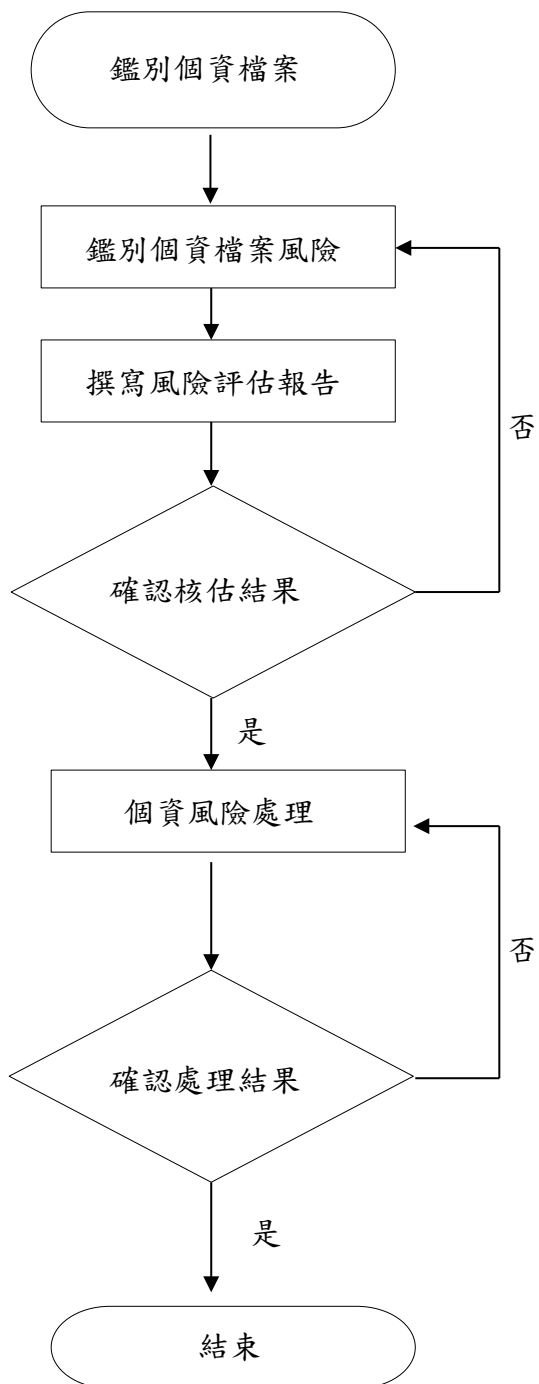 鑑別個資檔案
鑑別個資檔案風險
撰寫風險評估報告
否
確認核估結果
是
個資風險處理
否
確認處理結果
是
結束